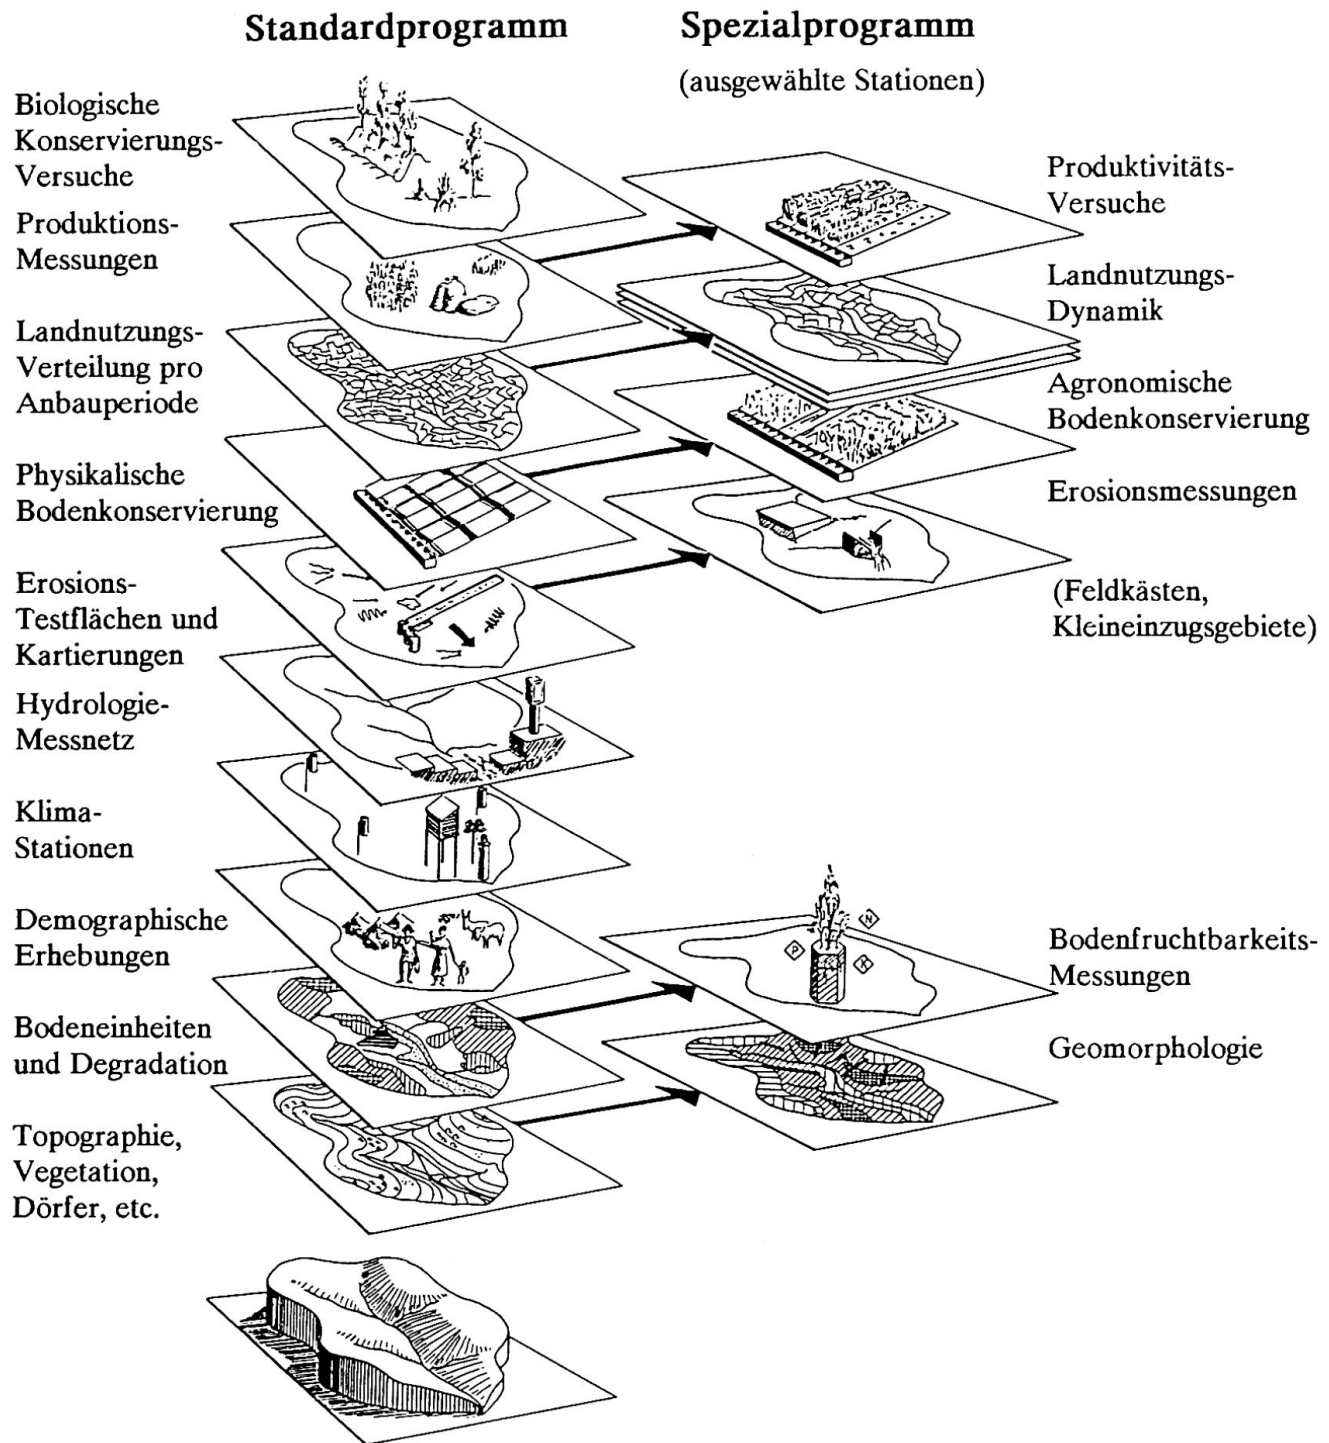 Standardprogramm
Spezialprogramm
(ausgewählte Stationen)
Biologische
Konservierungs-
Versuche
Produktions-
Messungen
Landnutzungs-
Verteilung pro
Anbauperiode
Physikalische
Bodenkonservierung
Erosions-
Testflächen und
Kartierungen
Hydrologie-
Messnetz
Klima-
Stationen
Demographische
Erhebungen
Bodeneinheiten
und Degradation
Topographie,
Vegetation,
Dörfer, etc.
Produktivitäts-
Versuche
Landnutzungs-
Dynamik
Agronomische
Bodenkonservierung
Erosionsmessungen
(Feldkästen,
Kleineinzugsgebiete)
N
P
K
Bodenfruchtbarkeits-
Messungen
Geomorphologie